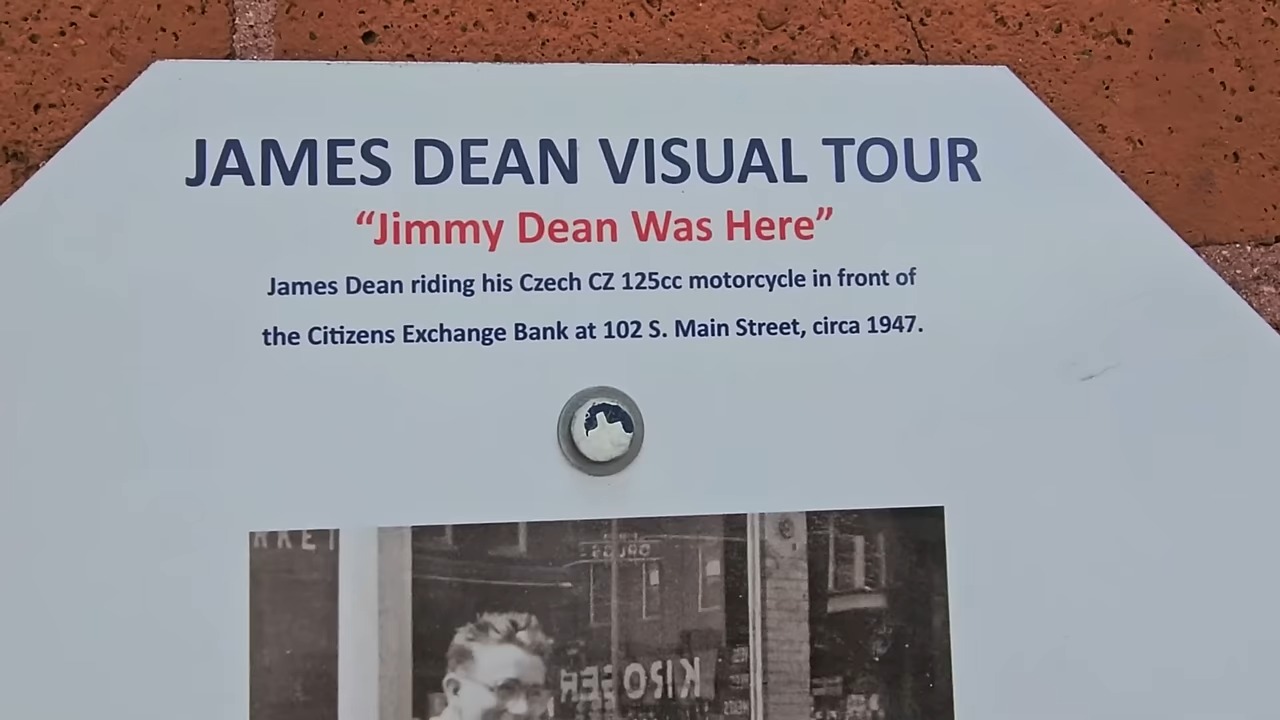 JAMES DEAN VISUAL TOUR
“Jimmy Dean Was Here”
James Dean riding his Czech CZ 125cc motorcycle in front of
the Citizens Exchange Bank at 102 S. Main Street, circa 1947.